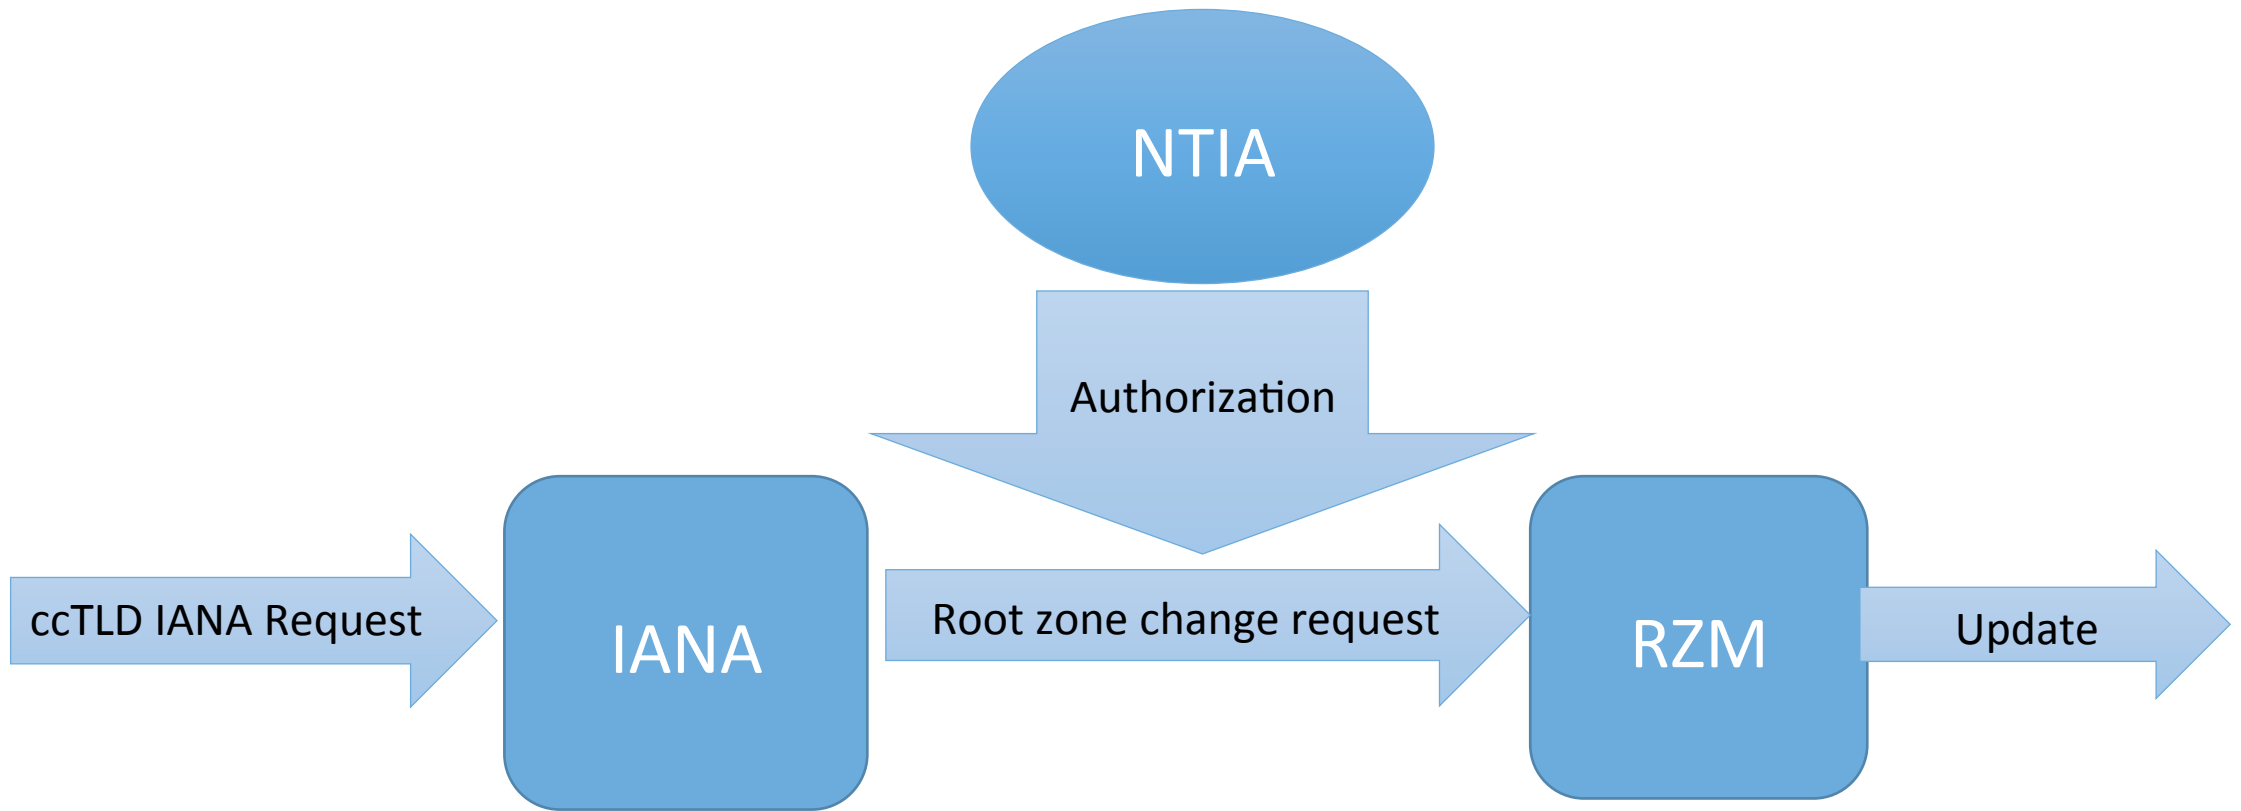 NTIA
Authorization
ccTLD IANA Request
IANA
Root zone change request
RZM
Update